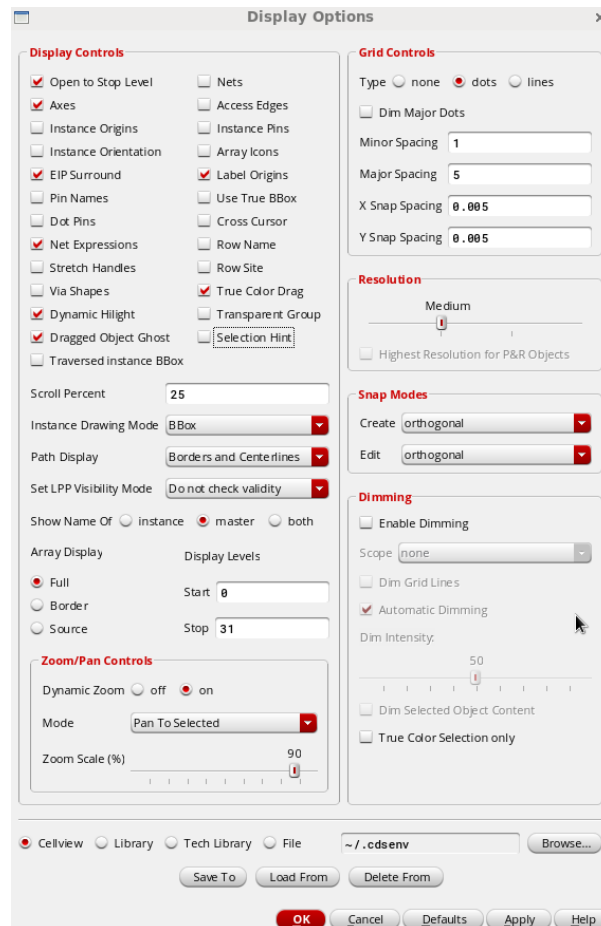 Display Options
Display Controls
Open to Stop Level
Nets
Axes
Access Edges
Instance Origins
Instance Pins
Instance Orientation
Array Icons
EIP Surround
Label Origins
Pin Names
Use True BBox
Dot Pins
Cross Cursor
Net Expressions
Row Name
Stretch Handles
Row Site
Via Shapes
True Color Drag
Dynamic Hilight
Transparent Group
Dragged Object Ghost
Selection Hint
Traversed instance BBox
Scroll Percent 25
Instance Drawing Mode BBox
Path Display Borders and Centerlines
Set LPP Visibility Mode Do not check validity
Show Name Of instance master both
Array Display
Display Levels
Full
Start 0
Border
Source
Stop 31
Zoom/Pan Controls
Dynamic Zoom off on
Mode Pan To Selected
Zoom Scale (%) 90
Grid Controls
Type none dots lines
Dim Major Dots
Minor Spacing 1
Major Spacing 5
X Snap Spacing 0.005
Y Snap Spacing 0.005
Resolution
Medium
Highest Resolution for P&R Objects
Snap Modes
Create orthogonal
Edit orthogonal
Dimming
Enable Dimming
Scope none
Dim Grid Lines
Automatic Dimming
Dim Intensity:
50
Dim Selected Object Content
True Color Selection only
Cellview Library Tech Library File ~/.cdsenv Browse...
Save To Load From Delete From
OK Cancel Defaults Apply Help